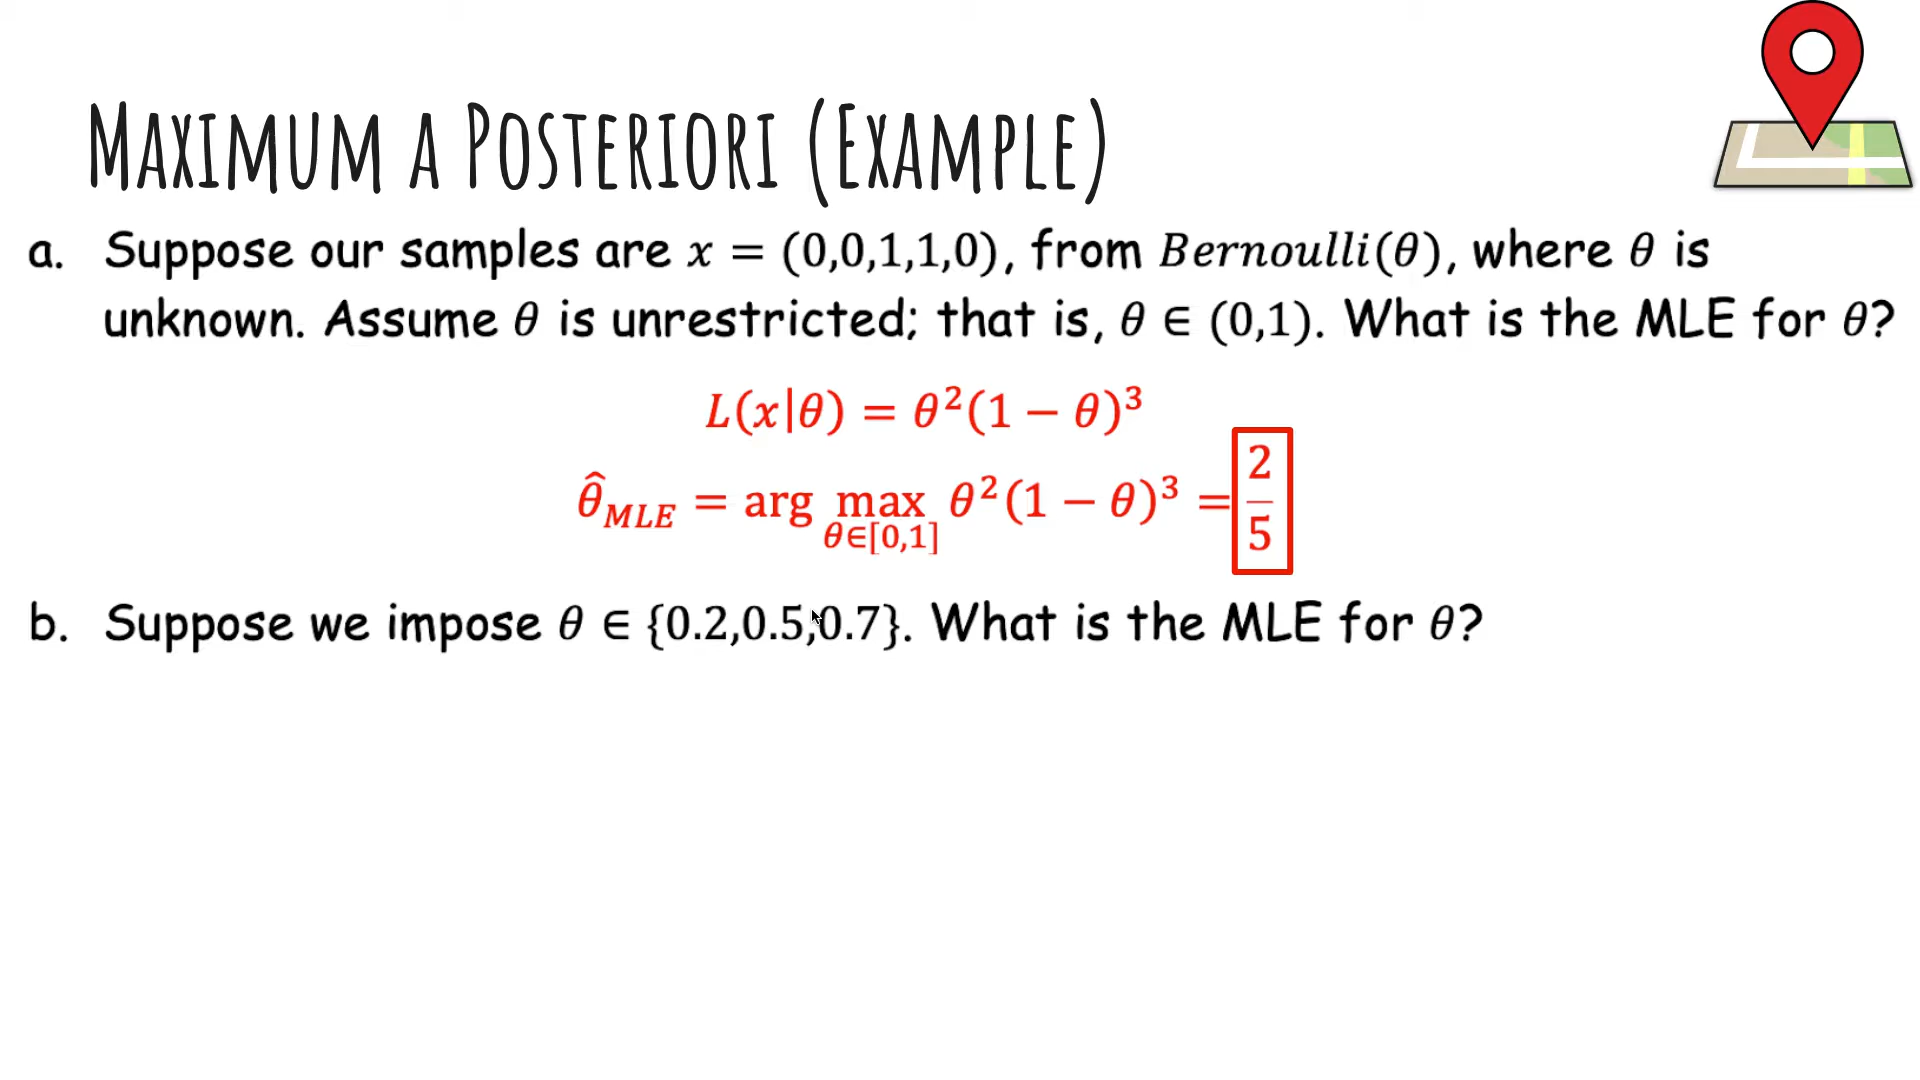 MAXIMUM A POSTERIORI (EXAMPLE)
a. Suppose our samples are x = (0,0,1,1,0), from Bernoulli(θ), where θ is
unknown. Assume θ is unrestricted; that is, θ ∈ (0,1). What is the MLE for θ?
L(x|θ) = θ²(1 − θ)³
θ̂_MLE = arg max_{θ∈[0,1]} θ²(1 − θ)³ = 2/5
b. Suppose we impose θ ∈ {0.2,0.5,0.7}. What is the MLE for θ?